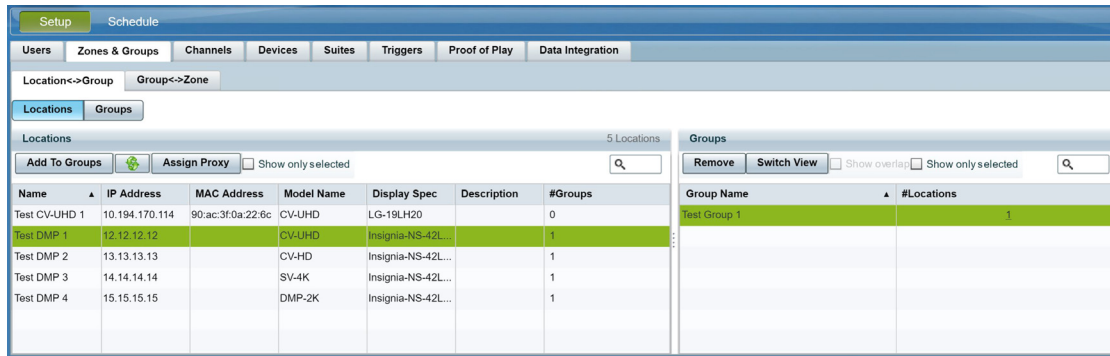 Setup Schedule
Users Zones & Groups Channels Devices Suites Triggers Proof of Play Data Integration
Location<->Group Group<->Zone
Locations Groups
Locations 5 Locations Groups
Add To Groups Assign Proxy Show only selected Remove Switch View Show overlap Show only selected
Name IP Address MAC Address Model Name Display Spec Description #Groups Group Name #Locations
Test CV-UHD 1 10.194.170.114 90:ac:3f:0a:22:6c CV-UHD LG-19LH20 0 Test Group 1 1
Test DMP 1 12.12.12.12 CV-UHD Insignia-NS-42L... 1
Test DMP 2 13.13.13.13 CV-HD Insignia-NS-42L... 1
Test DMP 3 14.14.14.14 SV-4K Insignia-NS-42L... 1
Test DMP 4 15.15.15.15 DMP-2K Insignia-NS-42L... 1